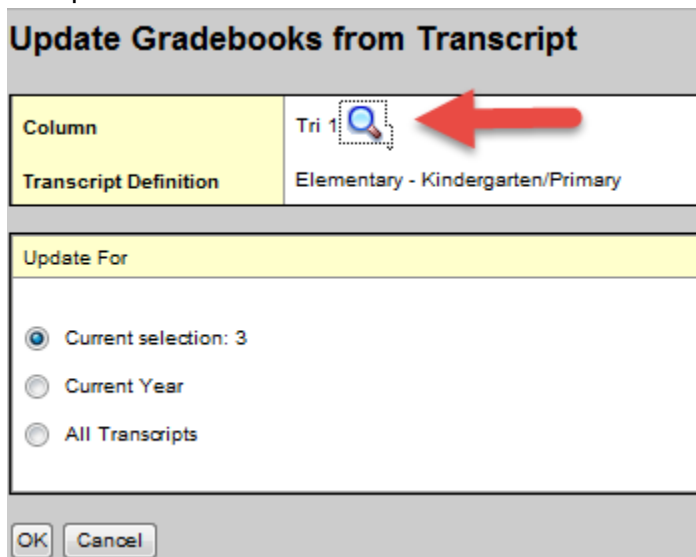 Update Gradebooks from Transcript
Column Tri 1
Transcript Definition Elementary - Kindergarten/Primary
Update For
Current selection: 3
Current Year
All Transcripts
OK Cancel